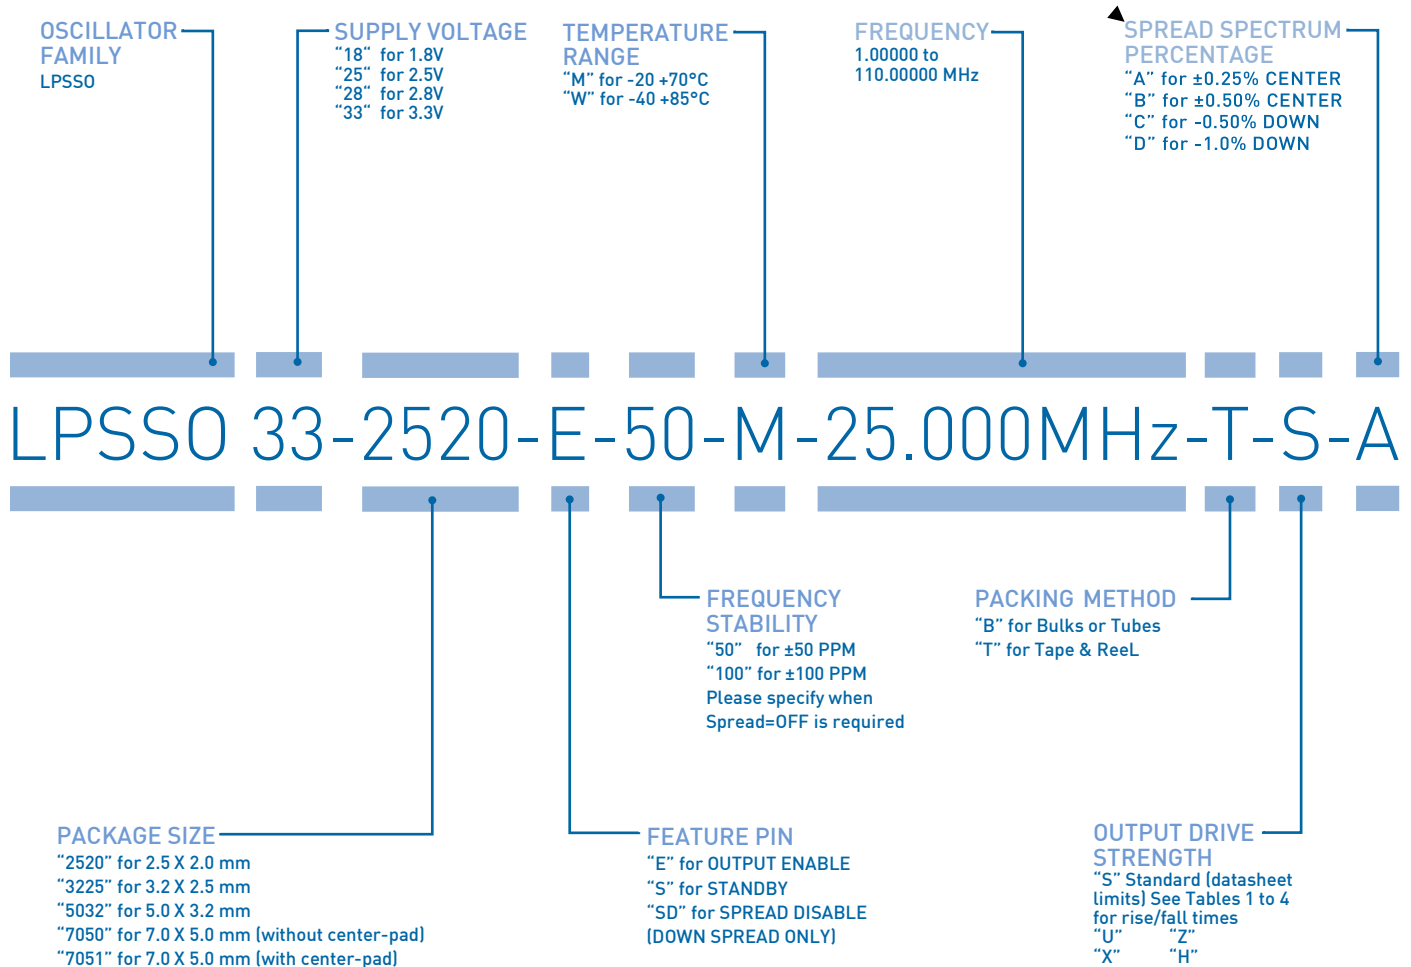 OSCILLATOR
FAMILY
LPSSO
SUPPLY VOLTAGE
“18“ for 1.8V
“25“ for 2.5V
“28“ for 2.8V
“33“ for 3.3V
TEMPERATURE
RANGE
“M” for -20 +70°C
“W” for -40 +85°C
FREQUENCY
1.00000 to
110.00000 MHz
SPREAD SPECTRUM
PERCENTAGE
“A” for ±0.25% CENTER
“B” for ±0.50% CENTER
“C” for -0.50% DOWN
“D” for -1.0% DOWN
LPSSO 33-2520-E-50-M-25.000MHz-T-S-A
FREQUENCY
STABILITY
“50” for ±50 PPM
“100” for ±100 PPM
Please specify when
Spread=OFF is required
PACKING METHOD
“B” for Bulks or Tubes
“T” for Tape & ReeL
PACKAGE SIZE
“2520” for 2.5 X 2.0 mm
“3225” for 3.2 X 2.5 mm
“5032” for 5.0 X 3.2 mm
“7050” for 7.0 X 5.0 mm (without center-pad)
“7051” for 7.0 X 5.0 mm (with center-pad)
FEATURE PIN
“E” for OUTPUT ENABLE
“S” for STANDBY
“SD” for SPREAD DISABLE
(DOWN SPREAD ONLY)
OUTPUT DRIVE
STRENGTH
“S” Standard (datasheet
limits) See Tables 1 to 4
for rise/fall times
“U” “Z”
“X” “H”